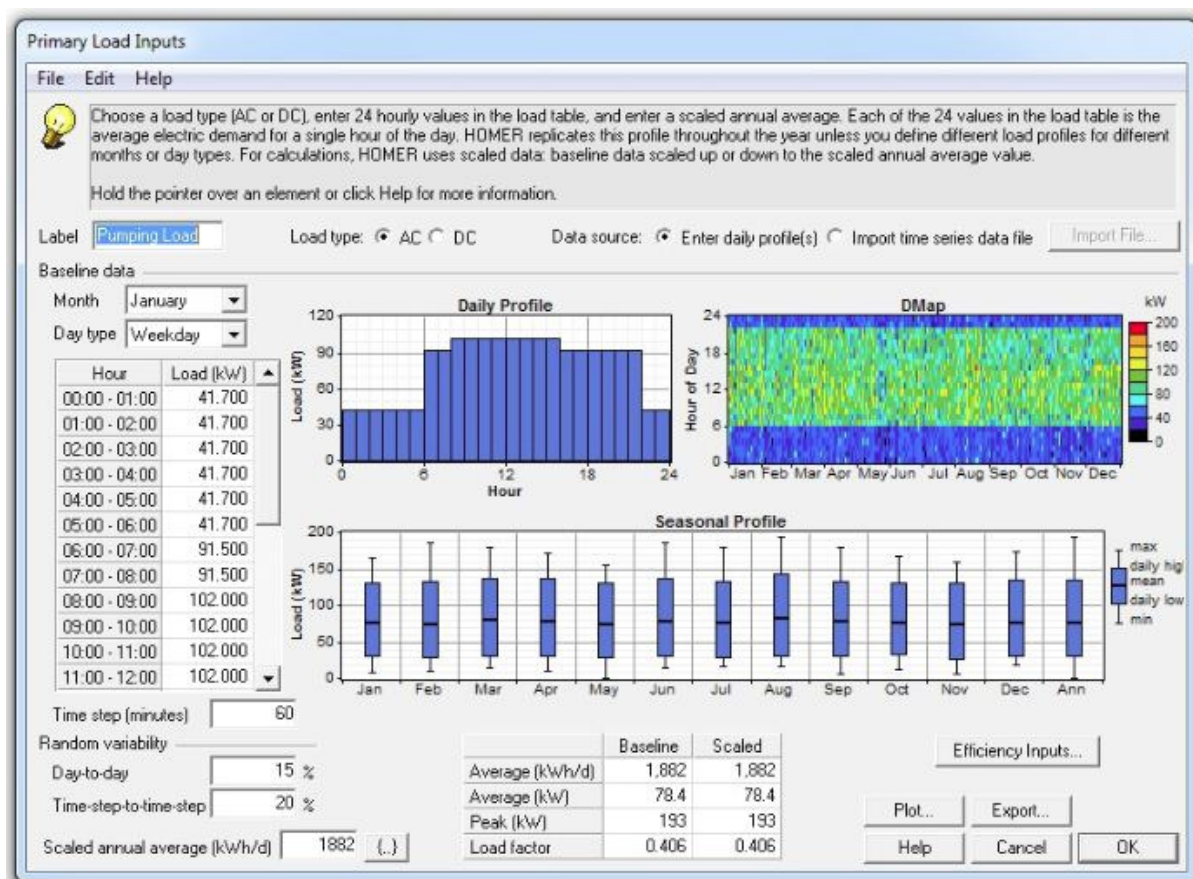 Primary Load Inputs
File Edit Help
Choose a load type (AC or DC), enter 24 hourly values in the load table, and enter a scaled annual average. Each of the 24 values in the load table is the
average electric demand for a single hour of the day. HOMER replicates this profile throughout the year unless you define different load profiles for different
months or day types. For calculations, HOMER uses scaled data: baseline data scaled up or down to the scaled annual average value.
Hold the pointer over an element or click Help for more information.
Label Pumping Load Load type: AC DC Data source: Enter daily profile(s) Import time series data file Import File...
Baseline data
Month January
Day type Weekday
Hour Load (kW)
00:00 - 01:00 41.700
01:00 - 02:00 41.700
02:00 - 03:00 41.700
03:00 - 04:00 41.700
04:00 - 05:00 41.700
05:00 - 06:00 41.700
06:00 - 07:00 91.500
07:00 - 08:00 91.500
08:00 - 09:00 102.000
09:00 - 10:00 102.000
10:00 - 11:00 102.000
11:00 - 12:00 102.000
Daily Profile
Load (kW)
120
90
60
30
0
0 6 12 18 24
Hour
DMap
Hour of Day
24
18
12
6
0
Jan Feb Mar Apr May Jun Jul Aug Sep Oct Nov Dec
kW
200
160
120
80
40
0
Seasonal Profile
Load (kW)
200
150
100
50
0
Jan Feb Mar Apr May Jun Jul Aug Sep Oct Nov Dec Ann
max
daily high
mean
daily low
min
Time step (minutes) 60
Random variability
Day-to-day 15 %
Time-step-to-time-step 20 %
Scaled annual average (kWh/d) 1882 {..}
Baseline Scaled
Average (kWh/d) 1,882 1,882
Average (kW) 78.4 78.4
Peak (kW) 193 193
Load factor 0.406 0.406
Efficiency Inputs...
Plot... Export...
Help Cancel OK